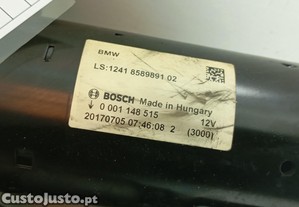 BMW
LS:1241 8589891.02
BOSCH Made in Hungary
0 001 148 515 12V
20170705 07:46:08 2 (3000)
CustoJusto.pt